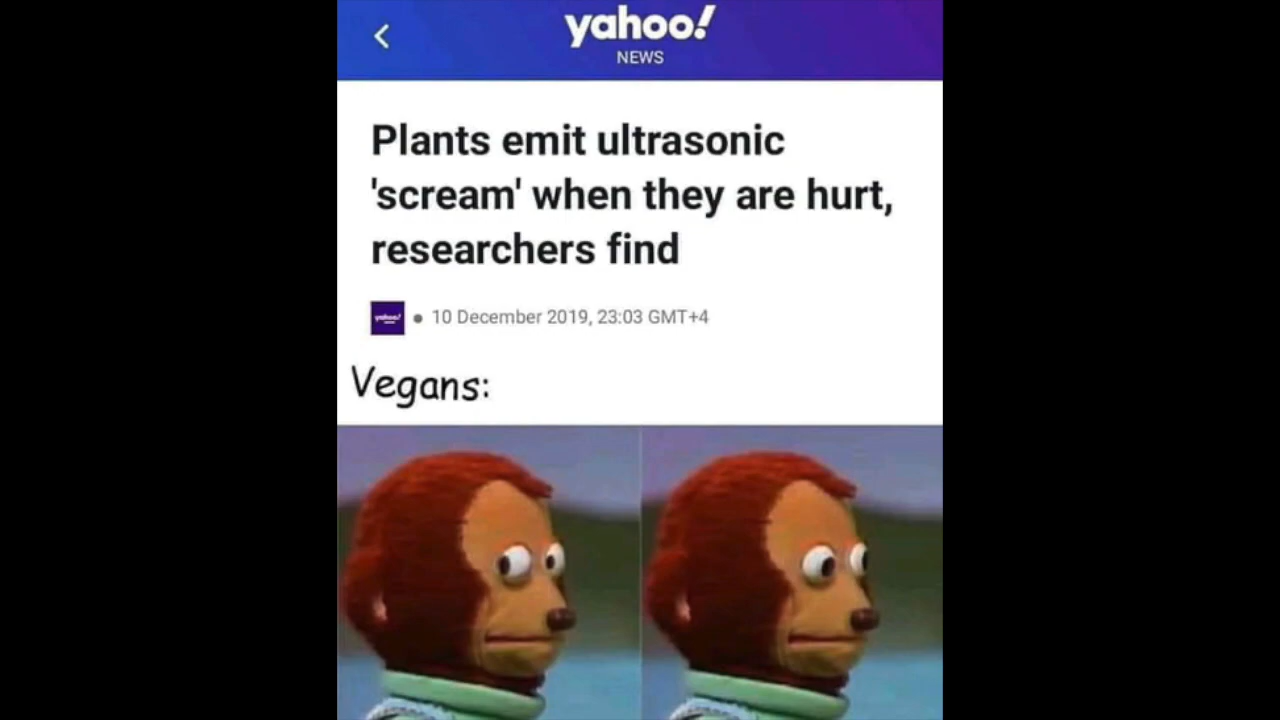 yahoo!
NEWS
Plants emit ultrasonic
'scream' when they are hurt,
researchers find
yahoo! • 10 December 2019, 23:03 GMT+4
Vegans: